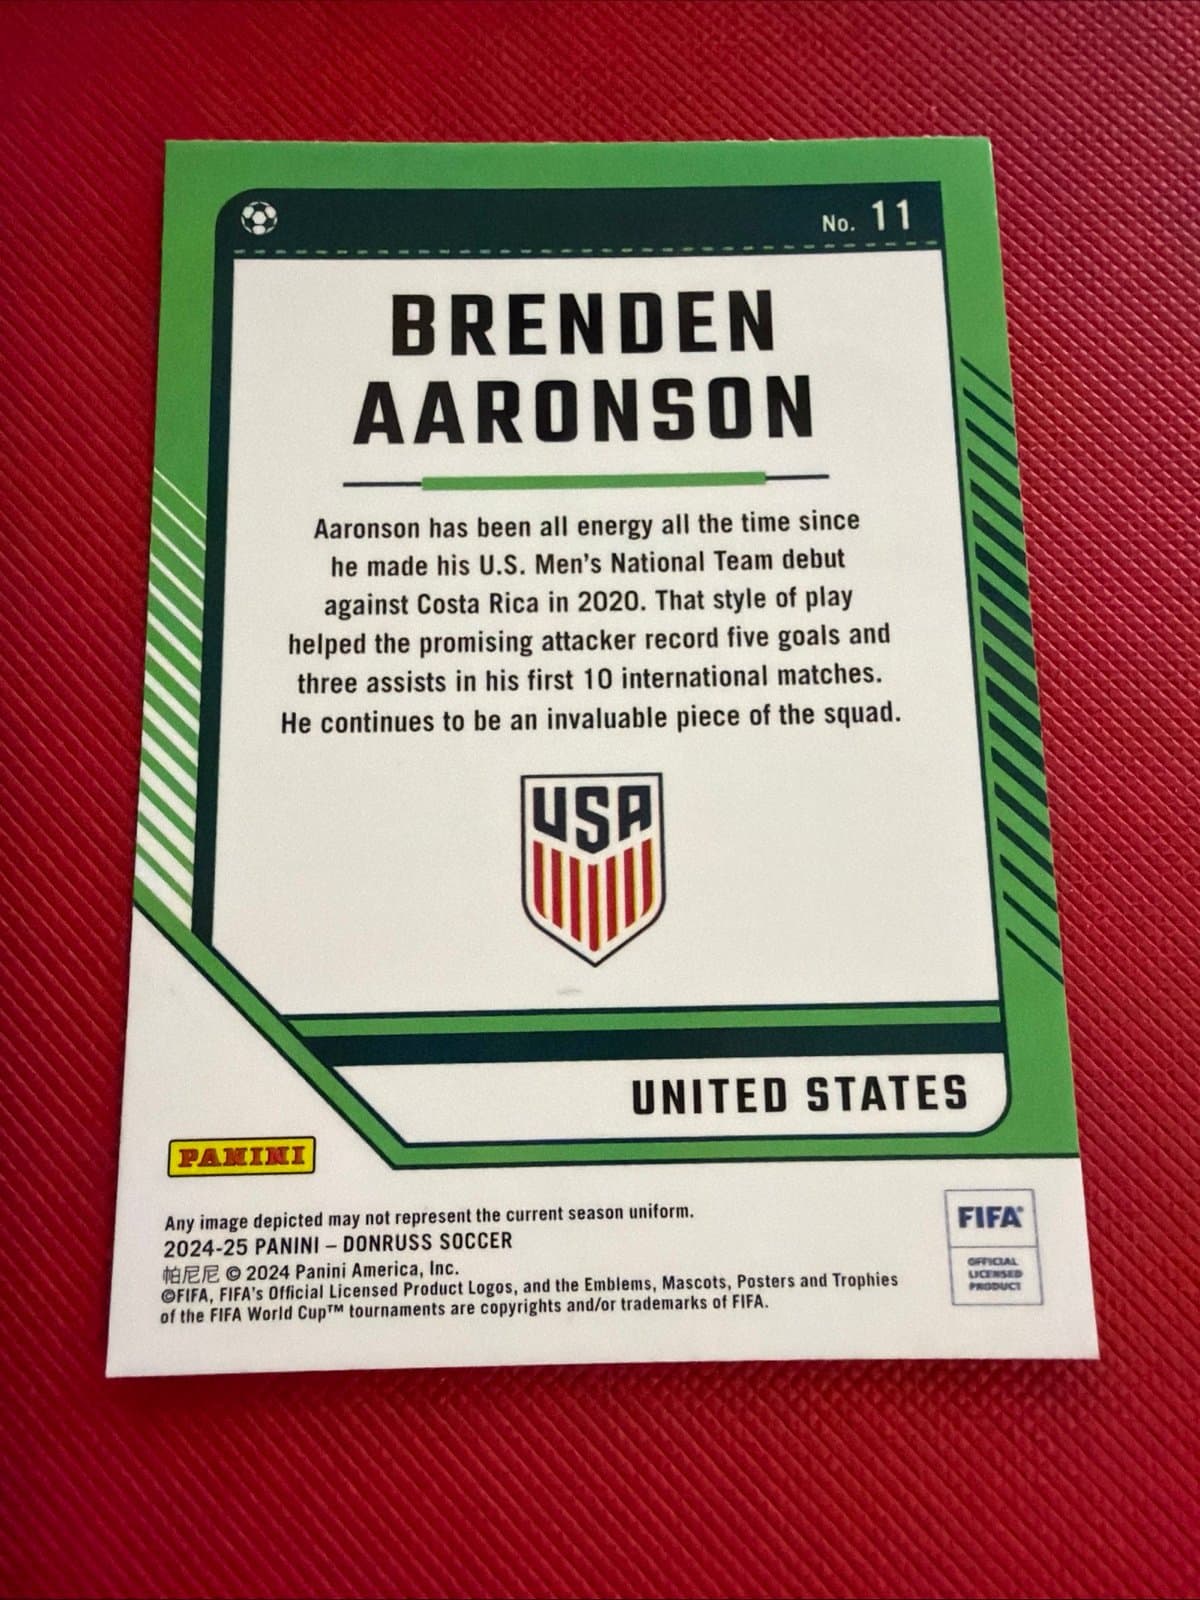 No. 11
BRENDEN
AARONSON
Aaronson has been all energy all the time since
he made his U.S. Men's National Team debut
against Costa Rica in 2020. That style of play
helped the promising attacker record five goals and
three assists in his first 10 international matches.
He continues to be an invaluable piece of the squad.
USA
UNITED STATES
PANINI
Any image depicted may not represent the current season uniform.
2024-25 PANINI – DONRUSS SOCCER
帕尼尼 © 2024 Panini America, Inc.
©FIFA, FIFA's Official Licensed Product Logos, and the Emblems, Mascots, Posters and Trophies
of the FIFA World Cup™ tournaments are copyrights and/or trademarks of FIFA.
FIFA®
OFFICIAL
LICENSED
PRODUCT